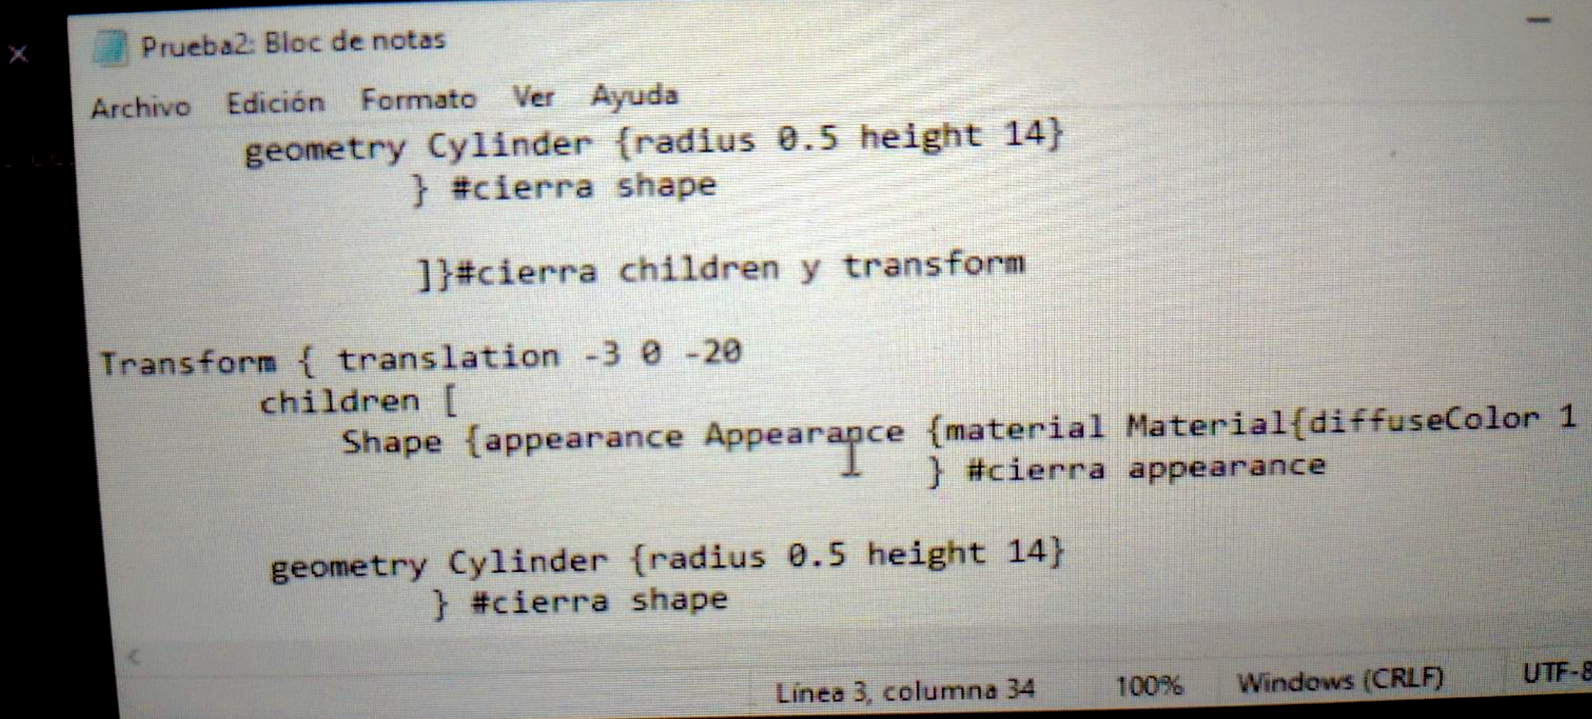 Prueba2: Bloc de notas
Archivo Edición Formato Ver Ayuda
geometry Cylinder {radius 0.5 height 14}
} #cierra shape
]}#cierra children y transform
Transform { translation -3 0 -20
children [
Shape {appearance Appearance {material Material{diffuseColor 1
} #cierra appearance
geometry Cylinder {radius 0.5 height 14}
} #cierra shape
Línea 3, columna 34 100% Windows (CRLF) UTF-8